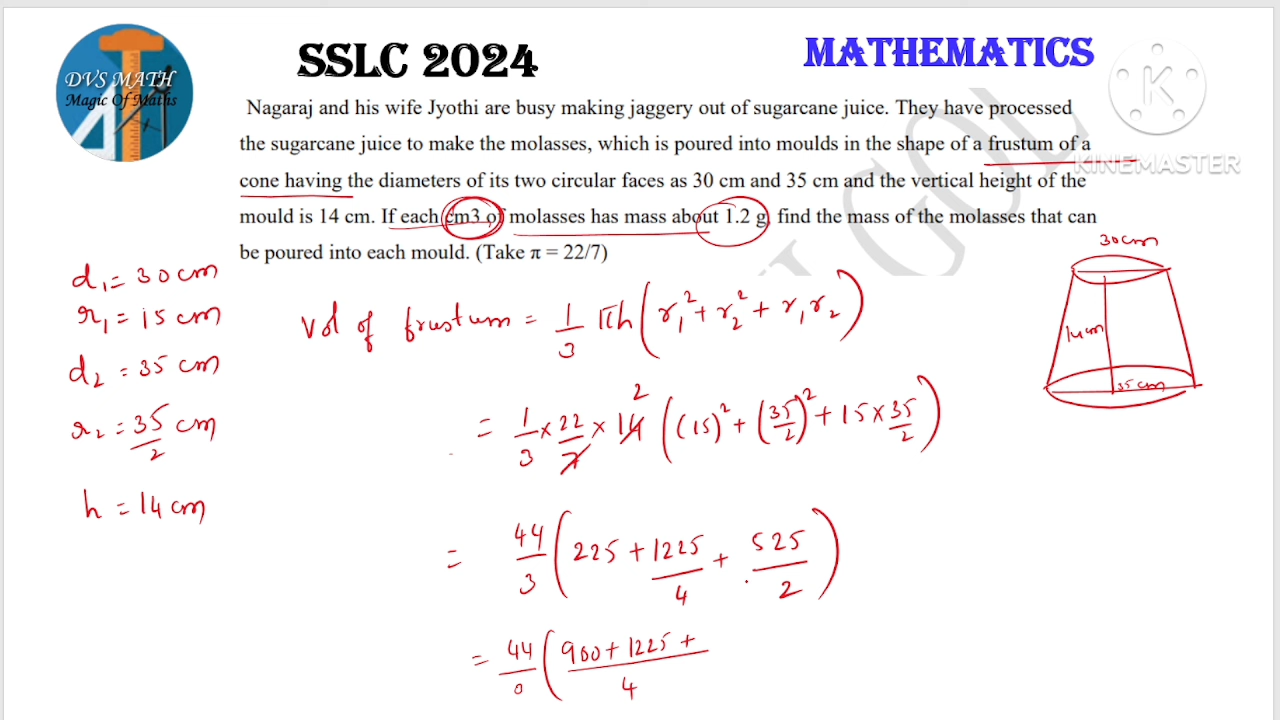 DVS MATH
Magic Of Maths
SSLC 2024
MATHEMATICS
K
KINEMASTER
Nagaraj and his wife Jyothi are busy making jaggery out of sugarcane juice. They have processed
the sugarcane juice to make the molasses, which is poured into moulds in the shape of a frustum of a
cone having the diameters of its two circular faces as 30 cm and 35 cm and the vertical height of the
mould is 14 cm. If each cm3 of molasses has mass about 1.2 g, find the mass of the molasses that can
be poured into each mould. (Take π = 22/7)
d₁ = 30 cm
r₁ = 15 cm
d₂ = 35 cm
r₂ = 35/2 cm
h = 14 cm
Vol of frustum = 1/3 πh (r₁² + r₂² + r₁r₂)
= 1/3 × 22/7 × 14 2 ((15)² + (35/2)² + 15 × 35/2)
= 44/3 (225 + 1225/4 + 525/2)
= 44/ (900 + 1225 + /4
30cm
14cm
35cm